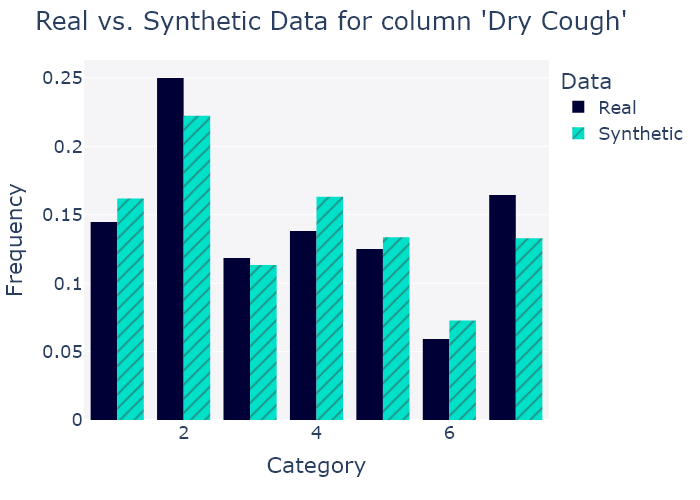 Real vs. Synthetic Data for column 'Dry Cough'
Data
Real
Synthetic
Frequency
0.25
0.2
0.15
0.1
0.05
0
2 4 6
Category